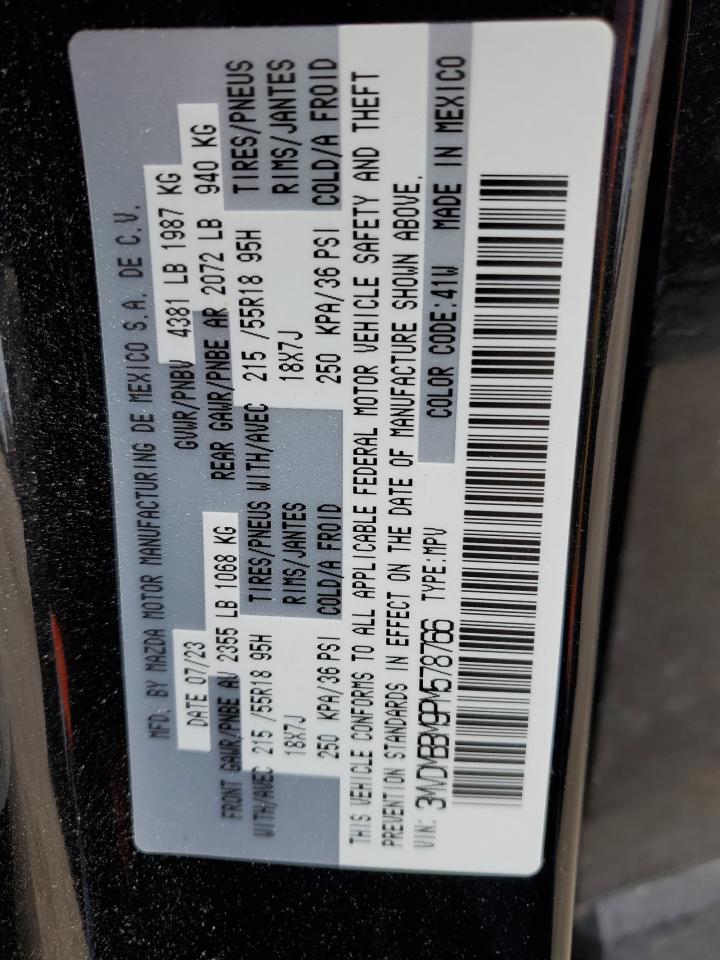 MFD. BY MAZDA MOTOR MANUFACTURING DE MEXICO S.A. DE C.V.
DATE 07/23 GVWR/PNBV 4381 LB 1987 KG
FRONT GAWR/PNBE AV 2355 LB 1068 KG REAR GAWR/PNBE AR 2072 LB 940 KG
WITH/AVEC 215 /55R18 95H TIRES/PNEUS WITH/AVEC 215 /55R18 95H TIRES/PNEUS
18X7J RIMS/JANTES 18X7J RIMS/JANTES
250 KPA/36 PSI COLD/A FROID 250 KPA/36 PSI COLD/A FROID
THIS VEHICLE CONFORMS TO ALL APPLICABLE FEDERAL MOTOR VEHICLE SAFETY AND THEFT
PREVENTION STANDARDS IN EFFECT ON THE DATE OF MANUFACTURE SHOWN ABOVE.
VIN: 3MVDMBBM9PM578766 TYPE:MPV COLOR CODE:41W MADE IN MEXICO